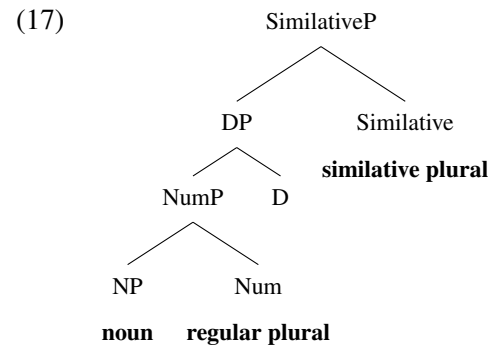 (17) SimilativeP
DP Similative
similative plural
NumP D
NP Num
noun regular plural